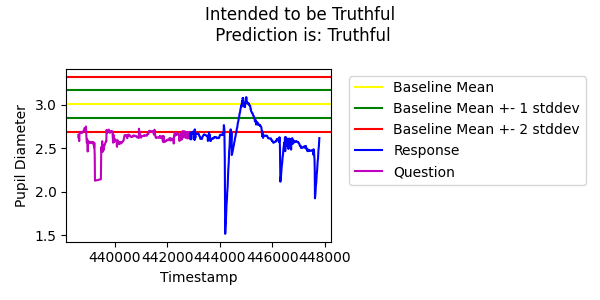 Intended to be Truthful
Prediction is: Truthful
Pupil Diameter
3.0
2.5
2.0
1.5
440000 442000 444000 446000 448000
Timestamp
Baseline Mean
Baseline Mean +- 1 stddev
Baseline Mean +- 2 stddev
Response
Question